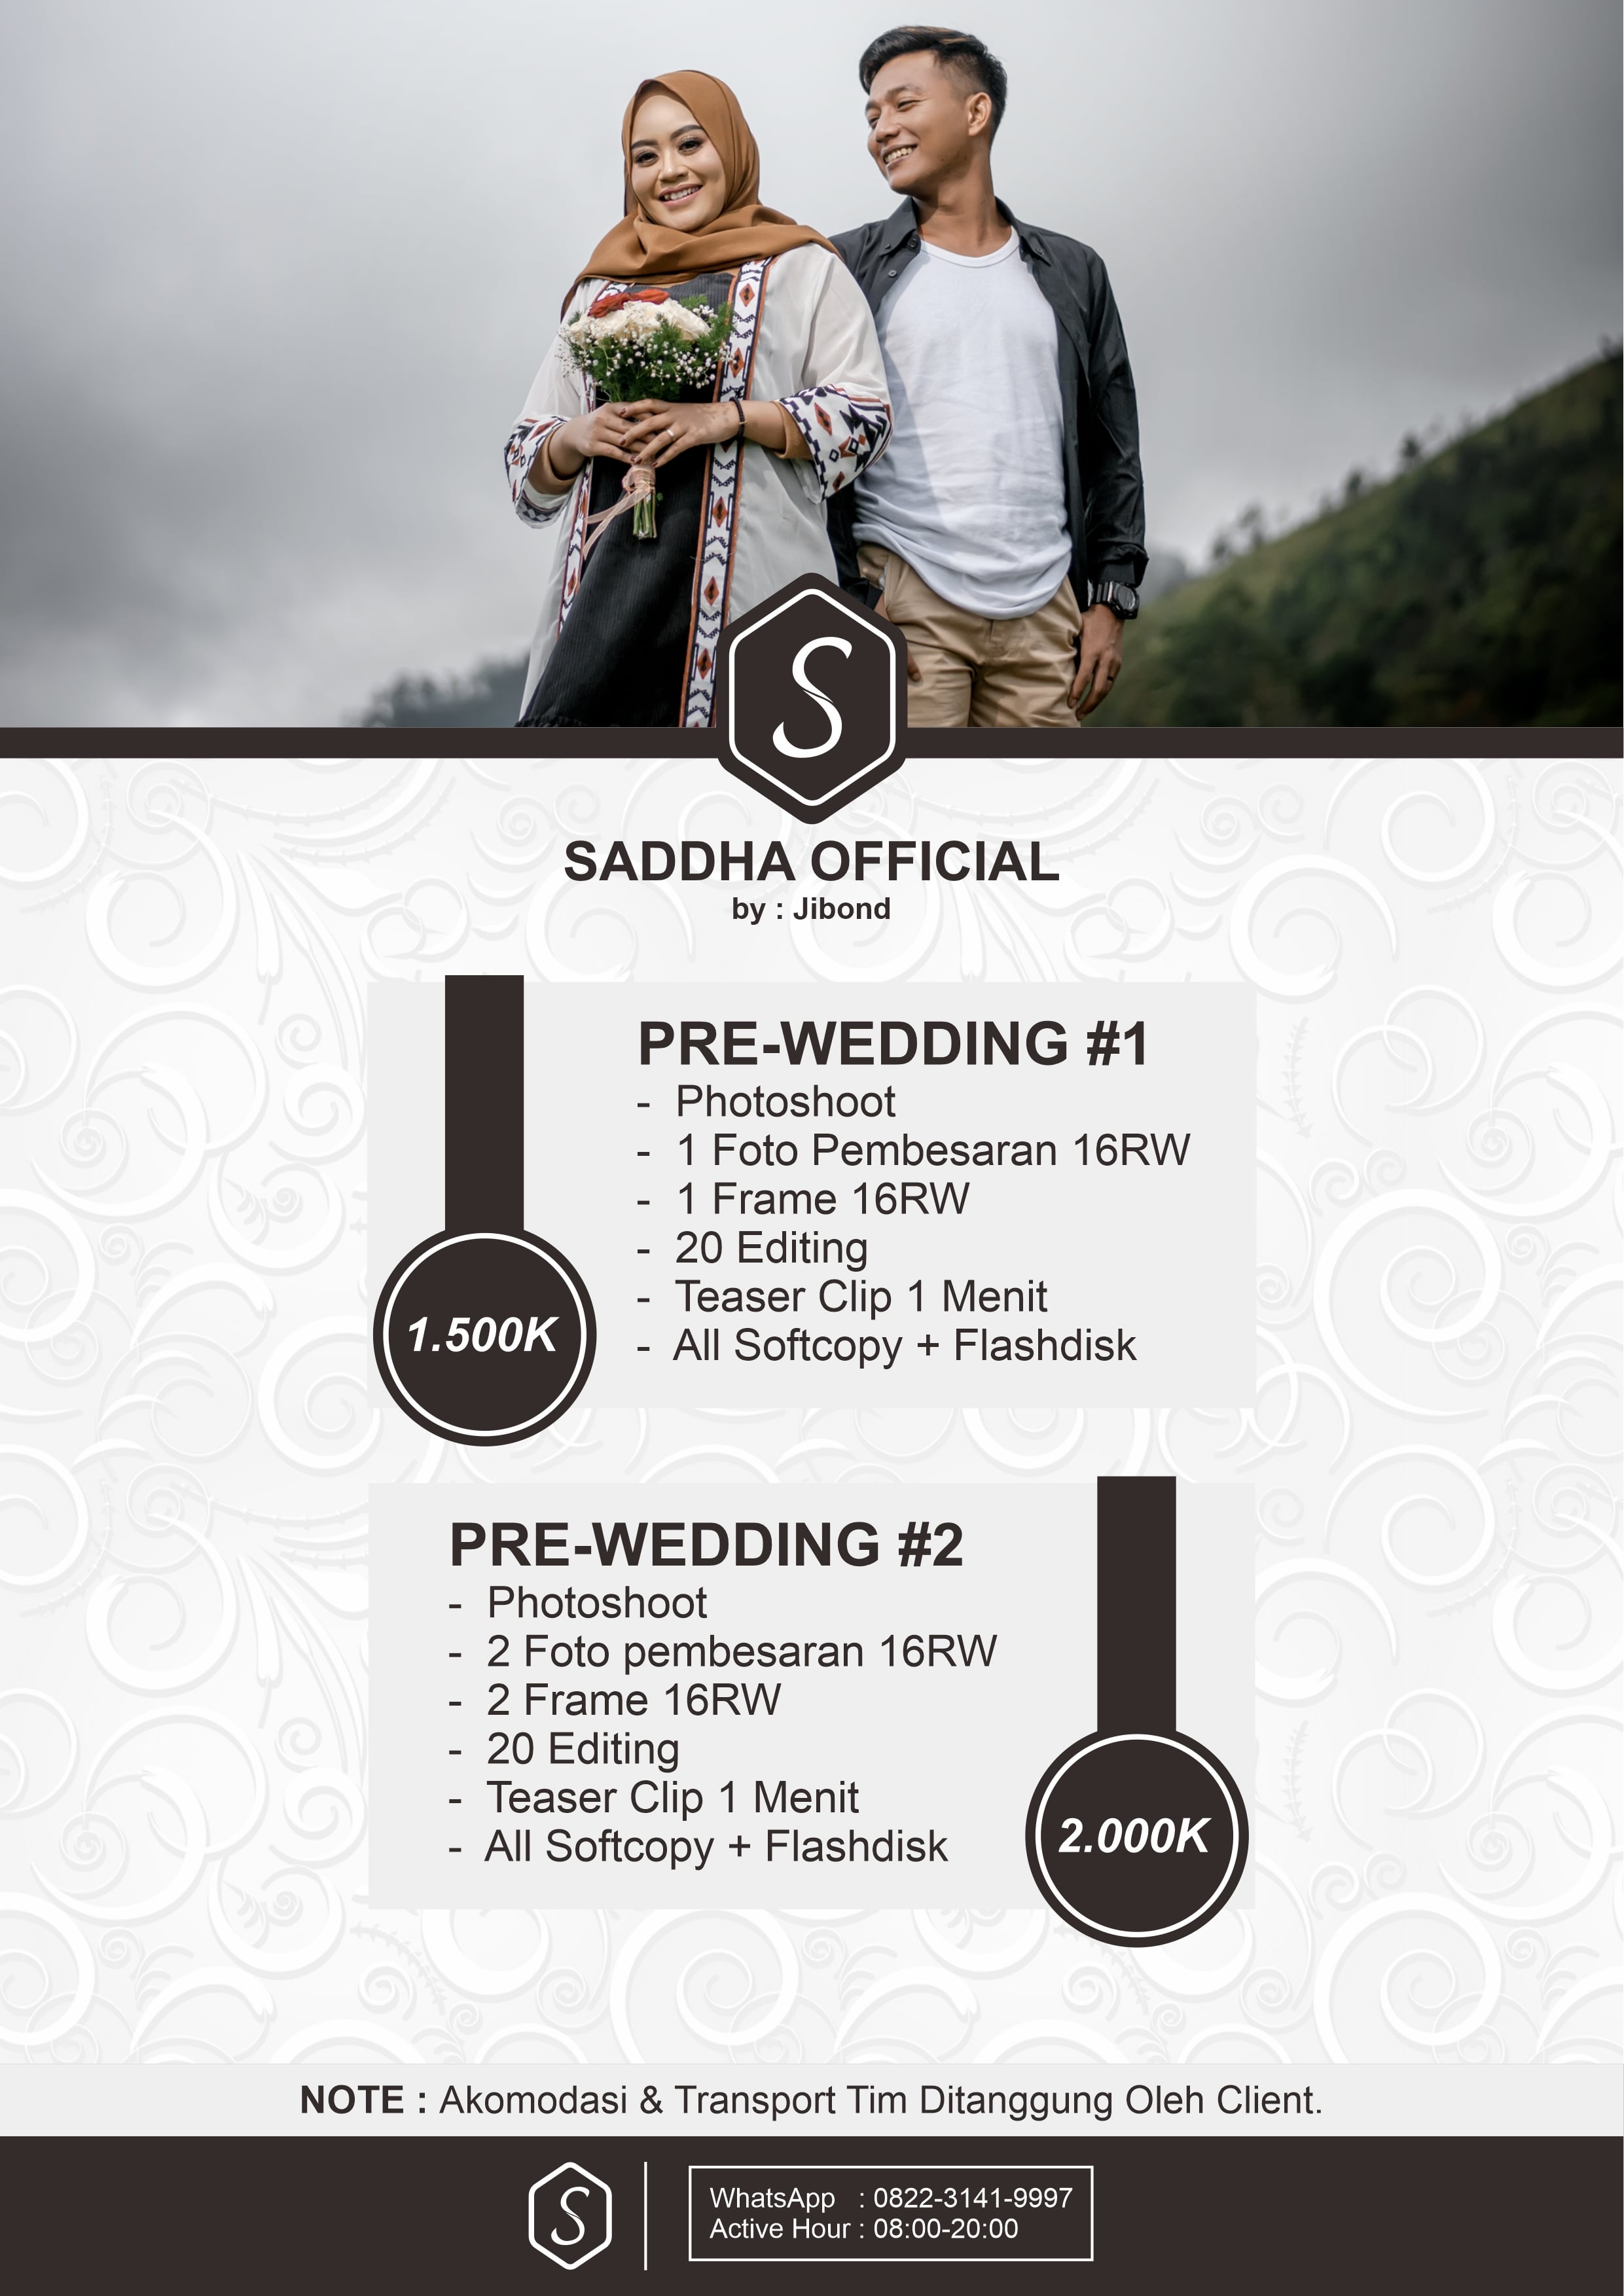 S
SADDHA OFFICIAL
by : Jibond
PRE-WEDDING #1
- Photoshoot
- 1 Foto Pembesaran 16RW
- 1 Frame 16RW
- 20 Editing
- Teaser Clip 1 Menit
- All Softcopy + Flashdisk
1.500K
PRE-WEDDING #2
- Photoshoot
- 2 Foto pembesaran 16RW
- 2 Frame 16RW
- 20 Editing
- Teaser Clip 1 Menit
- All Softcopy + Flashdisk
2.000K
NOTE : Akomodasi & Transport Tim Ditanggung Oleh Client.
S
WhatsApp : 0822-3141-9997
Active Hour : 08:00-20:00